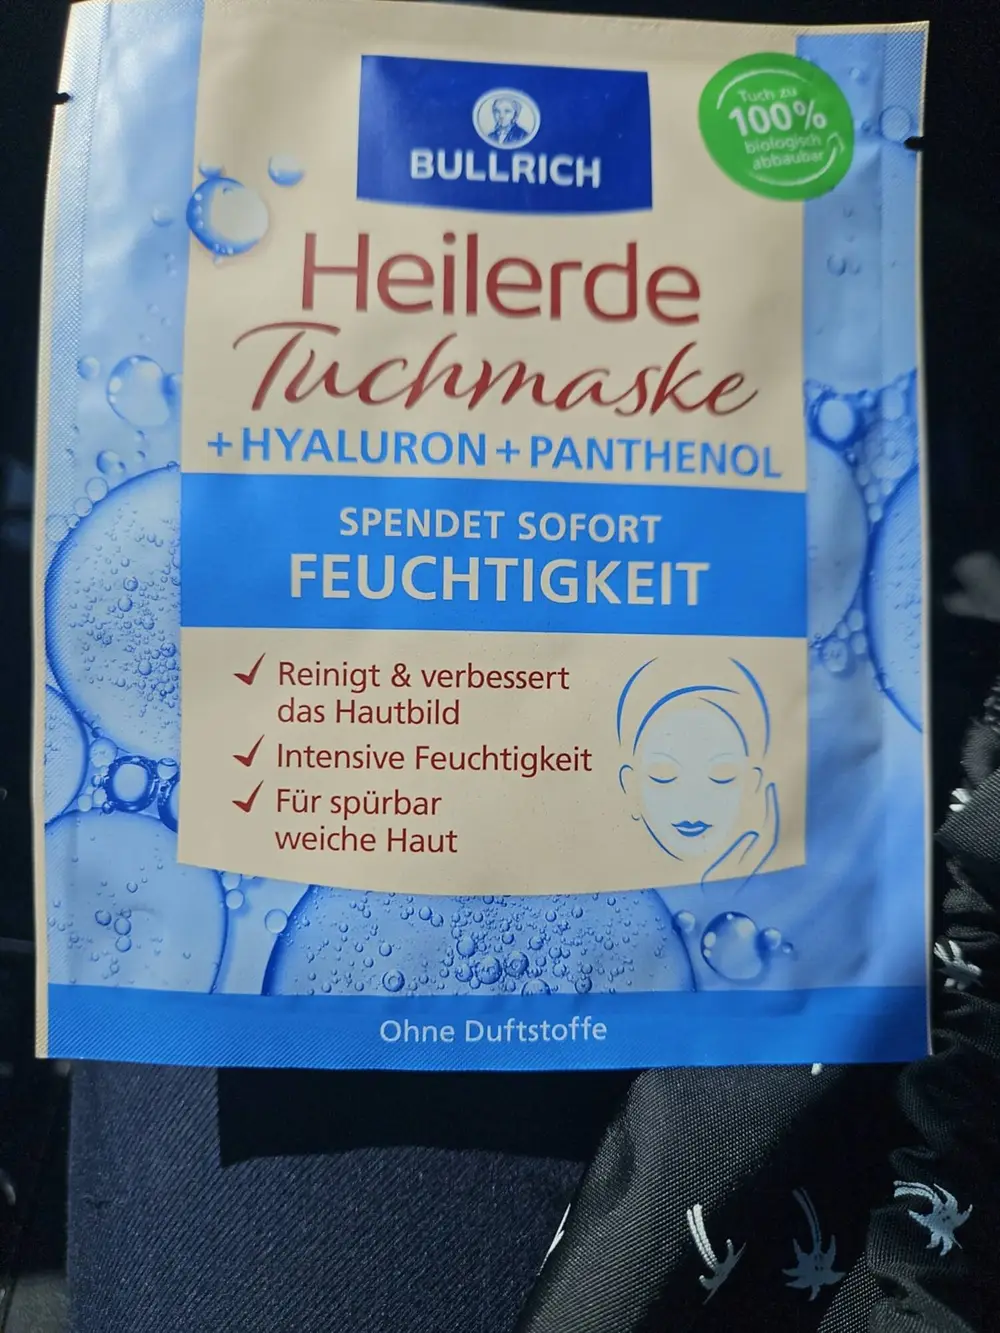 BULLRICH
Tuch zu
100%
biologisch
abbaubar
Heilerde
Tuchmaske
+HYALURON+PANTHENOL
SPENDET SOFORT
FEUCHTIGKEIT
Reinigt & verbessert
das Hautbild
Intensive Feuchtigkeit
Für spürbar
weiche Haut
Ohne Duftstoffe